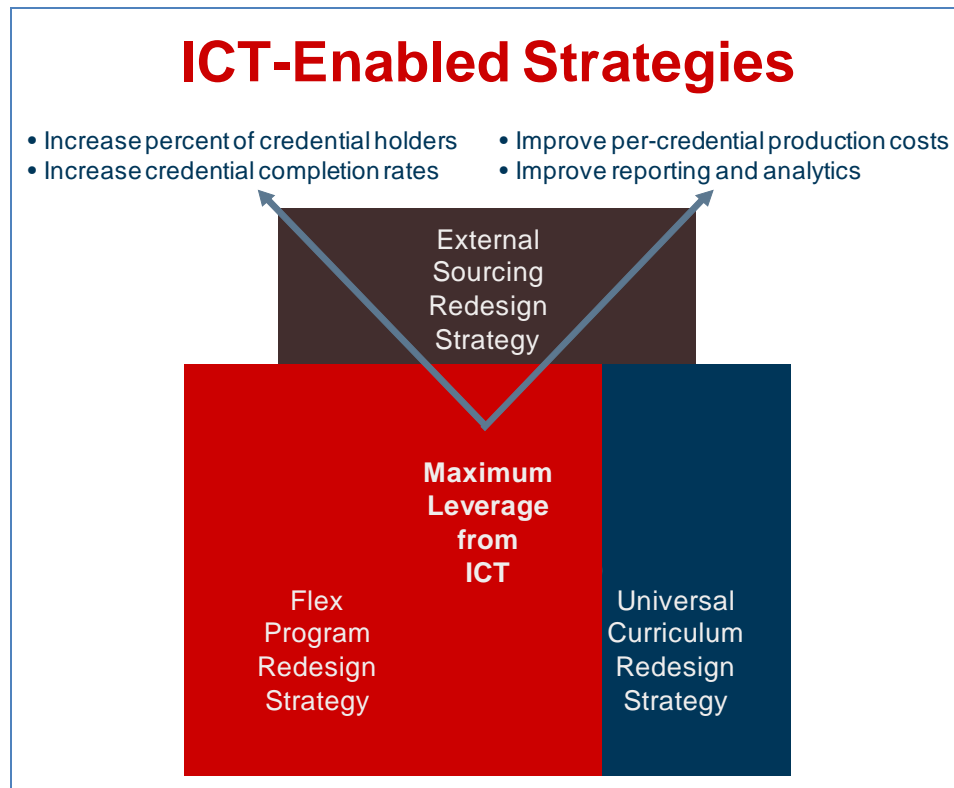 ICT-Enabled Strategies
• Increase percent of credential holders
• Increase credential completion rates
• Improve per-credential production costs
• Improve reporting and analytics
External
Sourcing
Redesign
Strategy
Maximum
Leverage
from
ICT
Flex
Program
Redesign
Strategy
Universal
Curriculum
Redesign
Strategy